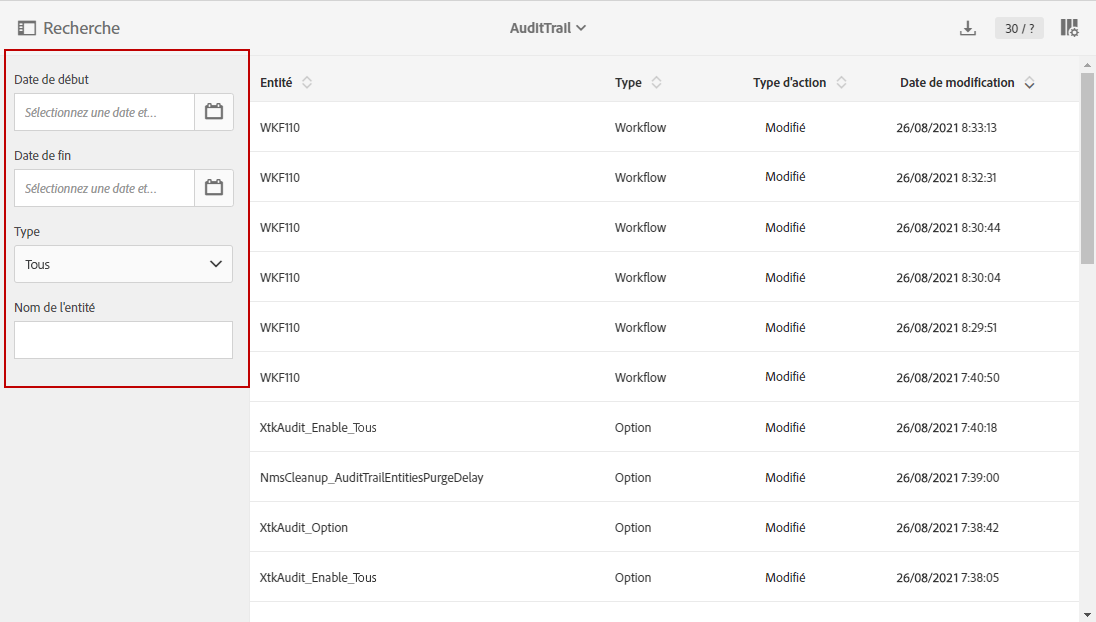 Recherche
AuditTrail
30 / ?
Date de début
Sélectionnez une date et...
Date de fin
Sélectionnez une date et...
Type
Tous
Nom de l'entité
Entité Type Type d'action Date de modification
WKF110 Workflow Modifié 26/08/2021 8:33:13
WKF110 Workflow Modifié 26/08/2021 8:32:31
WKF110 Workflow Modifié 26/08/2021 8:30:44
WKF110 Workflow Modifié 26/08/2021 8:30:04
WKF110 Workflow Modifié 26/08/2021 8:29:51
WKF110 Workflow Modifié 26/08/2021 7:40:50
XtkAudit_Enable_Tous Option Modifié 26/08/2021 7:40:18
NmsCleanup_AuditTrailEntitiesPurgeDelay Option Modifié 26/08/2021 7:39:00
XtkAudit_Option Option Modifié 26/08/2021 7:38:42
XtkAudit_Enable_Tous Option Modifié 26/08/2021 7:38:05